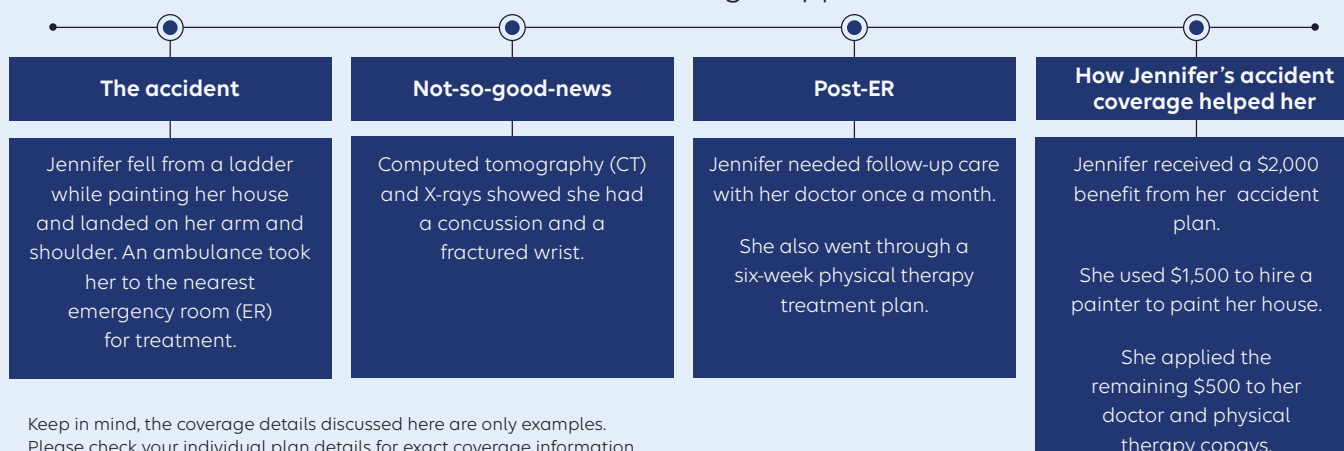 The accident
Jennifer fell from a ladder
while painting her house
and landed on her arm and
shoulder. An ambulance took
her to the nearest
emergency room (ER)
for treatment.
Not-so-good-news
Computed tomography (CT)
and X-rays showed she had
a concussion and a
fractured wrist.
Post-ER
Jennifer needed follow-up care
with her doctor once a month.
She also went through a
six-week physical therapy
treatment plan.
How Jennifer's accident
coverage helped her
Jennifer received a $2,000
benefit from her accident
plan.
She used $1,500 to hire a
painter to paint her house.
She applied the
remaining $500 to her
doctor and physical
therapy copays.
Keep in mind, the coverage details discussed here are only examples.
Please check your individual plan details for exact coverage information.